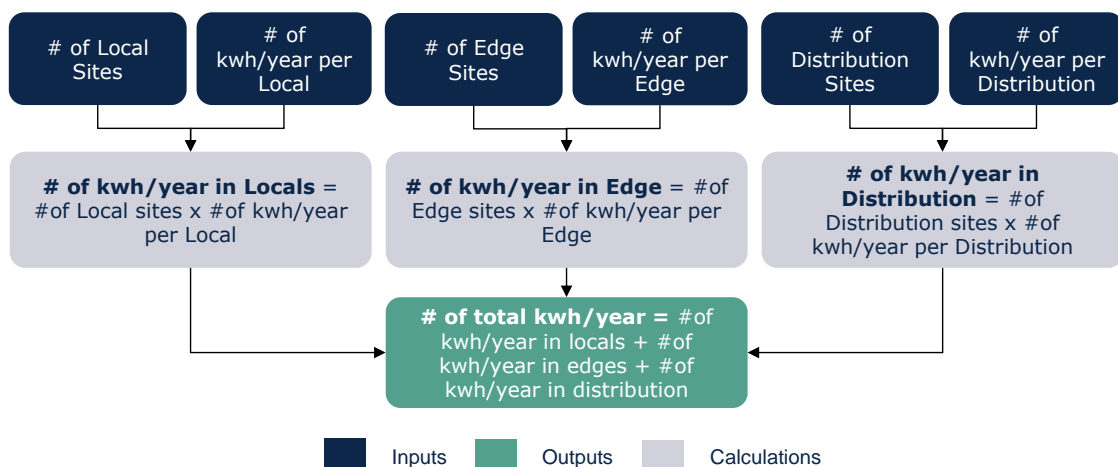 # of Local
Sites
# of
kwh/year per
Local
# of Edge
Sites
# of
kwh/year per
Edge
# of
Distribution
Sites
# of
kwh/year per
Distribution
# of kwh/year in Locals =
#of Local sites x #of kwh/year
per Local
# of kwh/year in Edge = #of
Edge sites x #of kwh/year per
Edge
# of kwh/year in
Distribution = #of
Distribution sites x #of
kwh/year per Distribution
# of total kwh/year = #of
kwh/year in locals + #of
kwh/year in edges + #of
kwh/year in distribution
Inputs
Outputs
Calculations